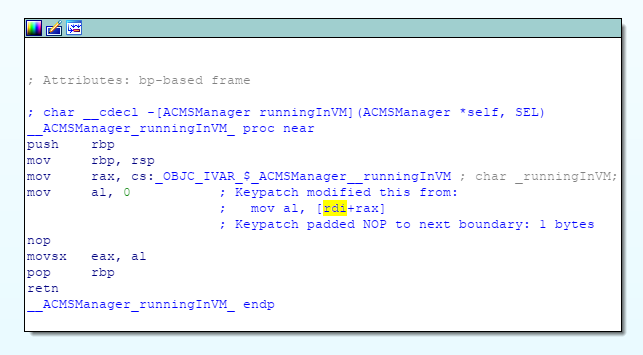 ; Attributes: bp-based frame
; char __cdecl -[ACMSManager runningInVM](ACMSManager *self, SEL)
__ACMSManager_runningInVM_ proc near
push    rbp
mov     rbp, rsp
mov     rax, cs:_OBJC_IVAR_$_ACMSManager__runningInVM ; char _runningInVM;
mov     al, 0           ; Keypatch modified this from:
;   mov al, [rdi+rax]
; Keypatch padded NOP to next boundary: 1 bytes
nop
movsx   eax, al
pop     rbp
retn
__ACMSManager_runningInVM_ endp